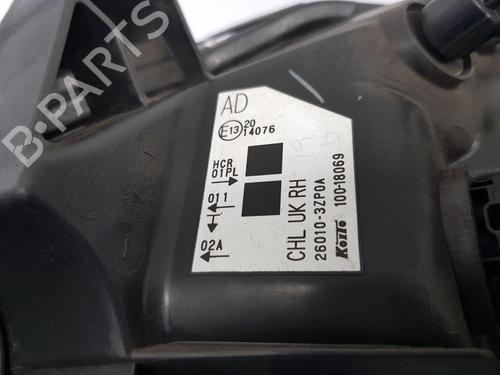 AD
E13 20
14076
HCR
01PL
011
02A
CHL UK RH
26010-3ZP0A
Koito 100-18069
B-PARTS